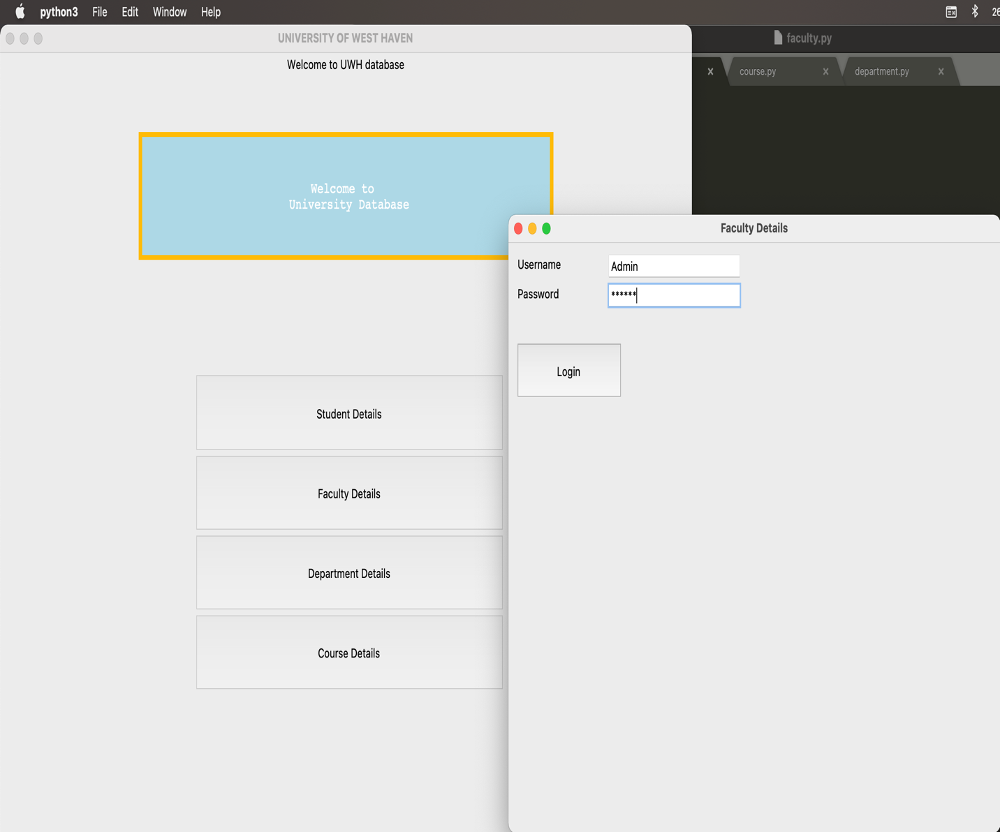 python3 File Edit Window Help
UNIVERSITY OF WEST HAVEN
faculty.py
Welcome to UWH database
course.py
department.py
Welcome to
University Database
Faculty Details
Username Admin
Password ******
Login
Student Details
Faculty Details
Department Details
Course Details